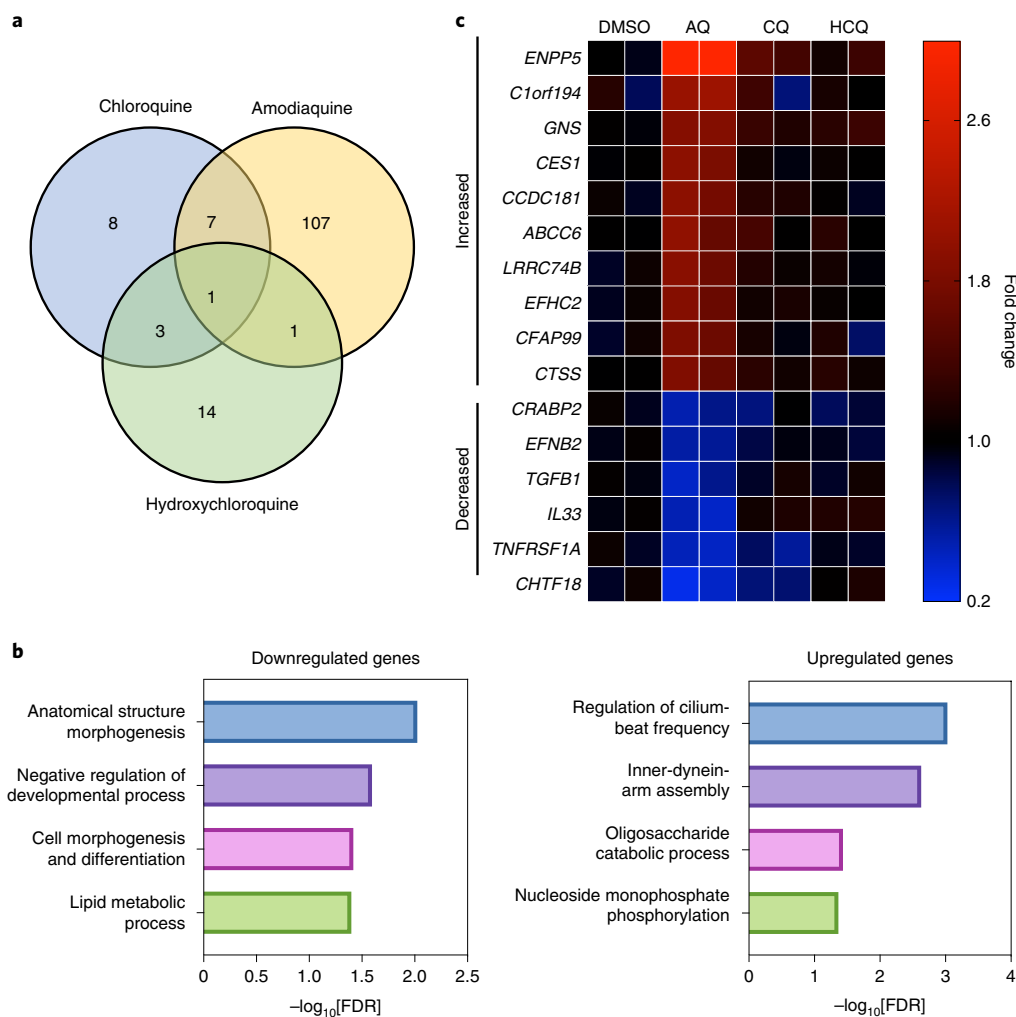 a
Chloroquine
Amodiaquine
8
7
107
1
3
1
14
Hydroxychloroquine
c
DMSO AQ CQ HCQ
Increased
ENPP5
C1orf194
GNS
CES1
CCDC181
ABCC6
LRRC74B
EFHC2
CFAP99
CTSS
Decreased
CRABP2
EFNB2
TGFB1
IL33
TNFRSF1A
CHTF18
2.6
1.8
1.0
0.2
Fold change
b
Downregulated genes
Anatomical structure
morphogenesis
Negative regulation of
developmental process
Cell morphogenesis
and differentiation
Lipid metabolic
process
0 0.5 1.0 1.5 2.0 2.5
–log10[FDR]
Upregulated genes
Regulation of cilium-
beat frequency
Inner-dynein-
arm assembly
Oligosaccharide
catabolic process
Nucleoside monophosphate
phosphorylation
0 1 2 3 4
–log10[FDR]